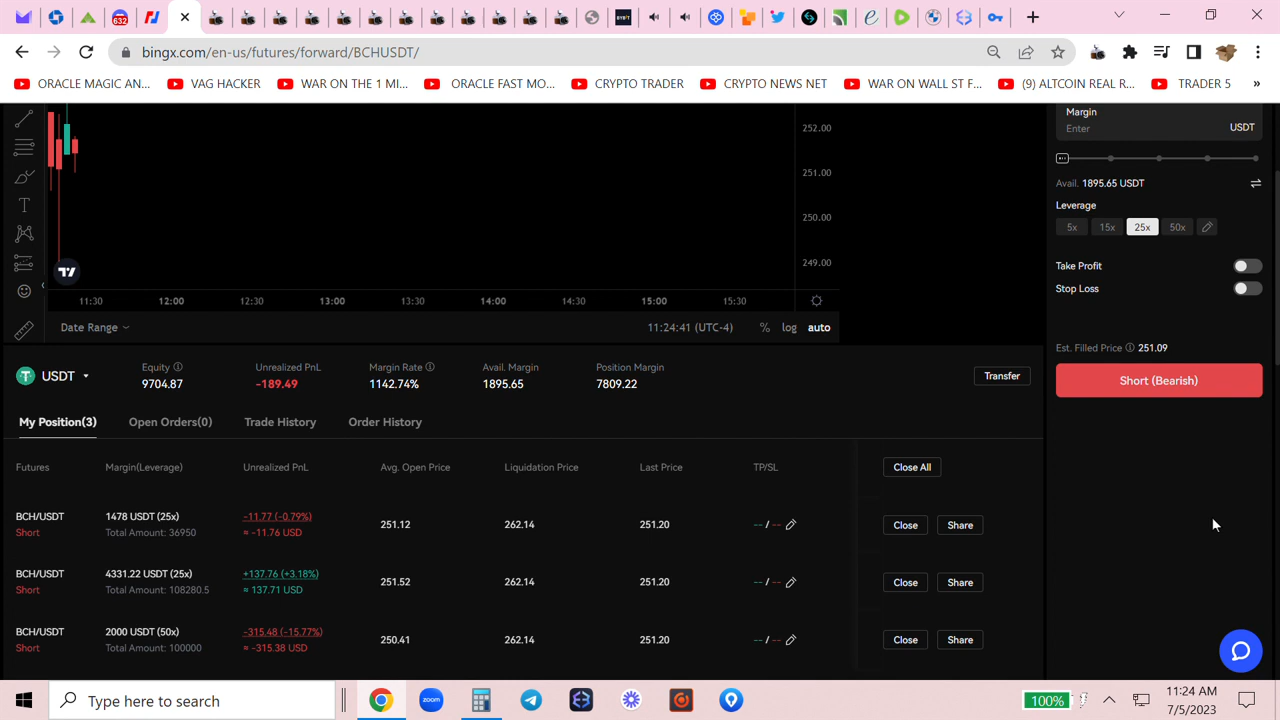 632
BYBIT
bingx.com/en-us/futures/forward/BCHUSDT/
ORACLE MAGIC AN...
VAG HACKER
WAR ON THE 1 MI...
ORACLE FAST MO...
CRYPTO TRADER
CRYPTO NEWS NET
WAR ON WALL ST F...
(9) ALTCOIN REAL R...
TRADER 5
»
252.00
251.00
250.00
249.00
11:30 12:00 12:30 13:00 13:30 14:00 14:30 15:00 15:30
Date Range
11:24:41 (UTC-4) % log auto
Margin
Enter USDT
Avail. 1895.65 USDT
Leverage
5x 15x 25x 50x
Take Profit
Stop Loss
Est. Filled Price 251.09
Short (Bearish)
USDT
Equity Unrealized PnL Margin Rate Avail. Margin Position Margin
9704.87 -189.49 1142.74% 1895.65 7809.22
Transfer
My Position(3) Open Orders(0) Trade History Order History
Futures Margin(Leverage) Unrealized PnL Avg. Open Price Liquidation Price Last Price TP/SL Close All
BCH/USDT 1478 USDT (25x) -11.77 (-0.79%) 251.12 262.14 251.20 -- / -- Close Share
Short Total Amount: 36950 ≈ -11.76 USD
BCH/USDT 4331.22 USDT (25x) +137.76 (+3.18%) 251.52 262.14 251.20 -- / -- Close Share
Short Total Amount: 108280.5 ≈ 137.71 USD
BCH/USDT 2000 USDT (50x) -315.48 (-15.77%) 250.41 262.14 251.20 -- / -- Close Share
Short Total Amount: 100000 ≈ -315.38 USD
Type here to search
zoom
100%
11:24 AM
7/5/2023